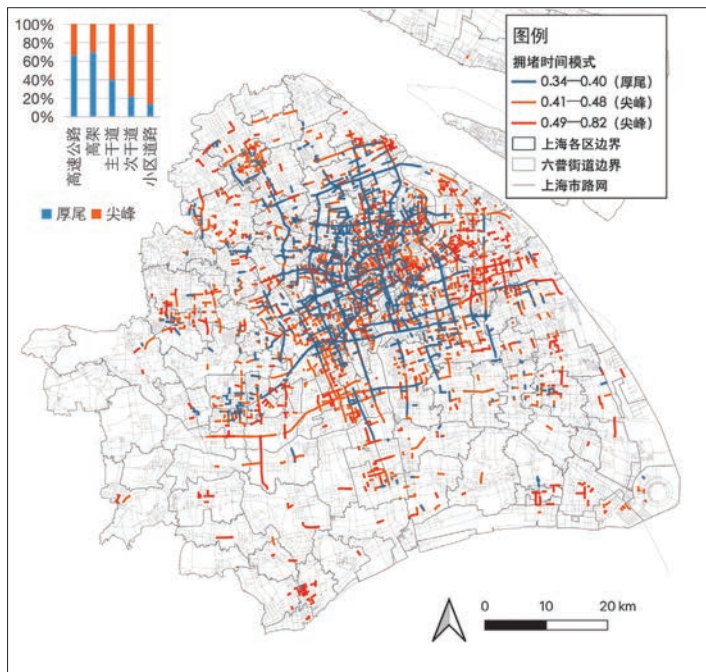 100%
80%
60%
40%
20%
0%
高速公路
高架
主干道
次干道
小区道路
厚尾
尖峰
图例
拥堵时间模式
0.34—0.40（厚尾）
0.41—0.48（尖峰）
0.49—0.82（尖峰）
上海各区边界
六普街道边界
上海市路网
0 10 20 km